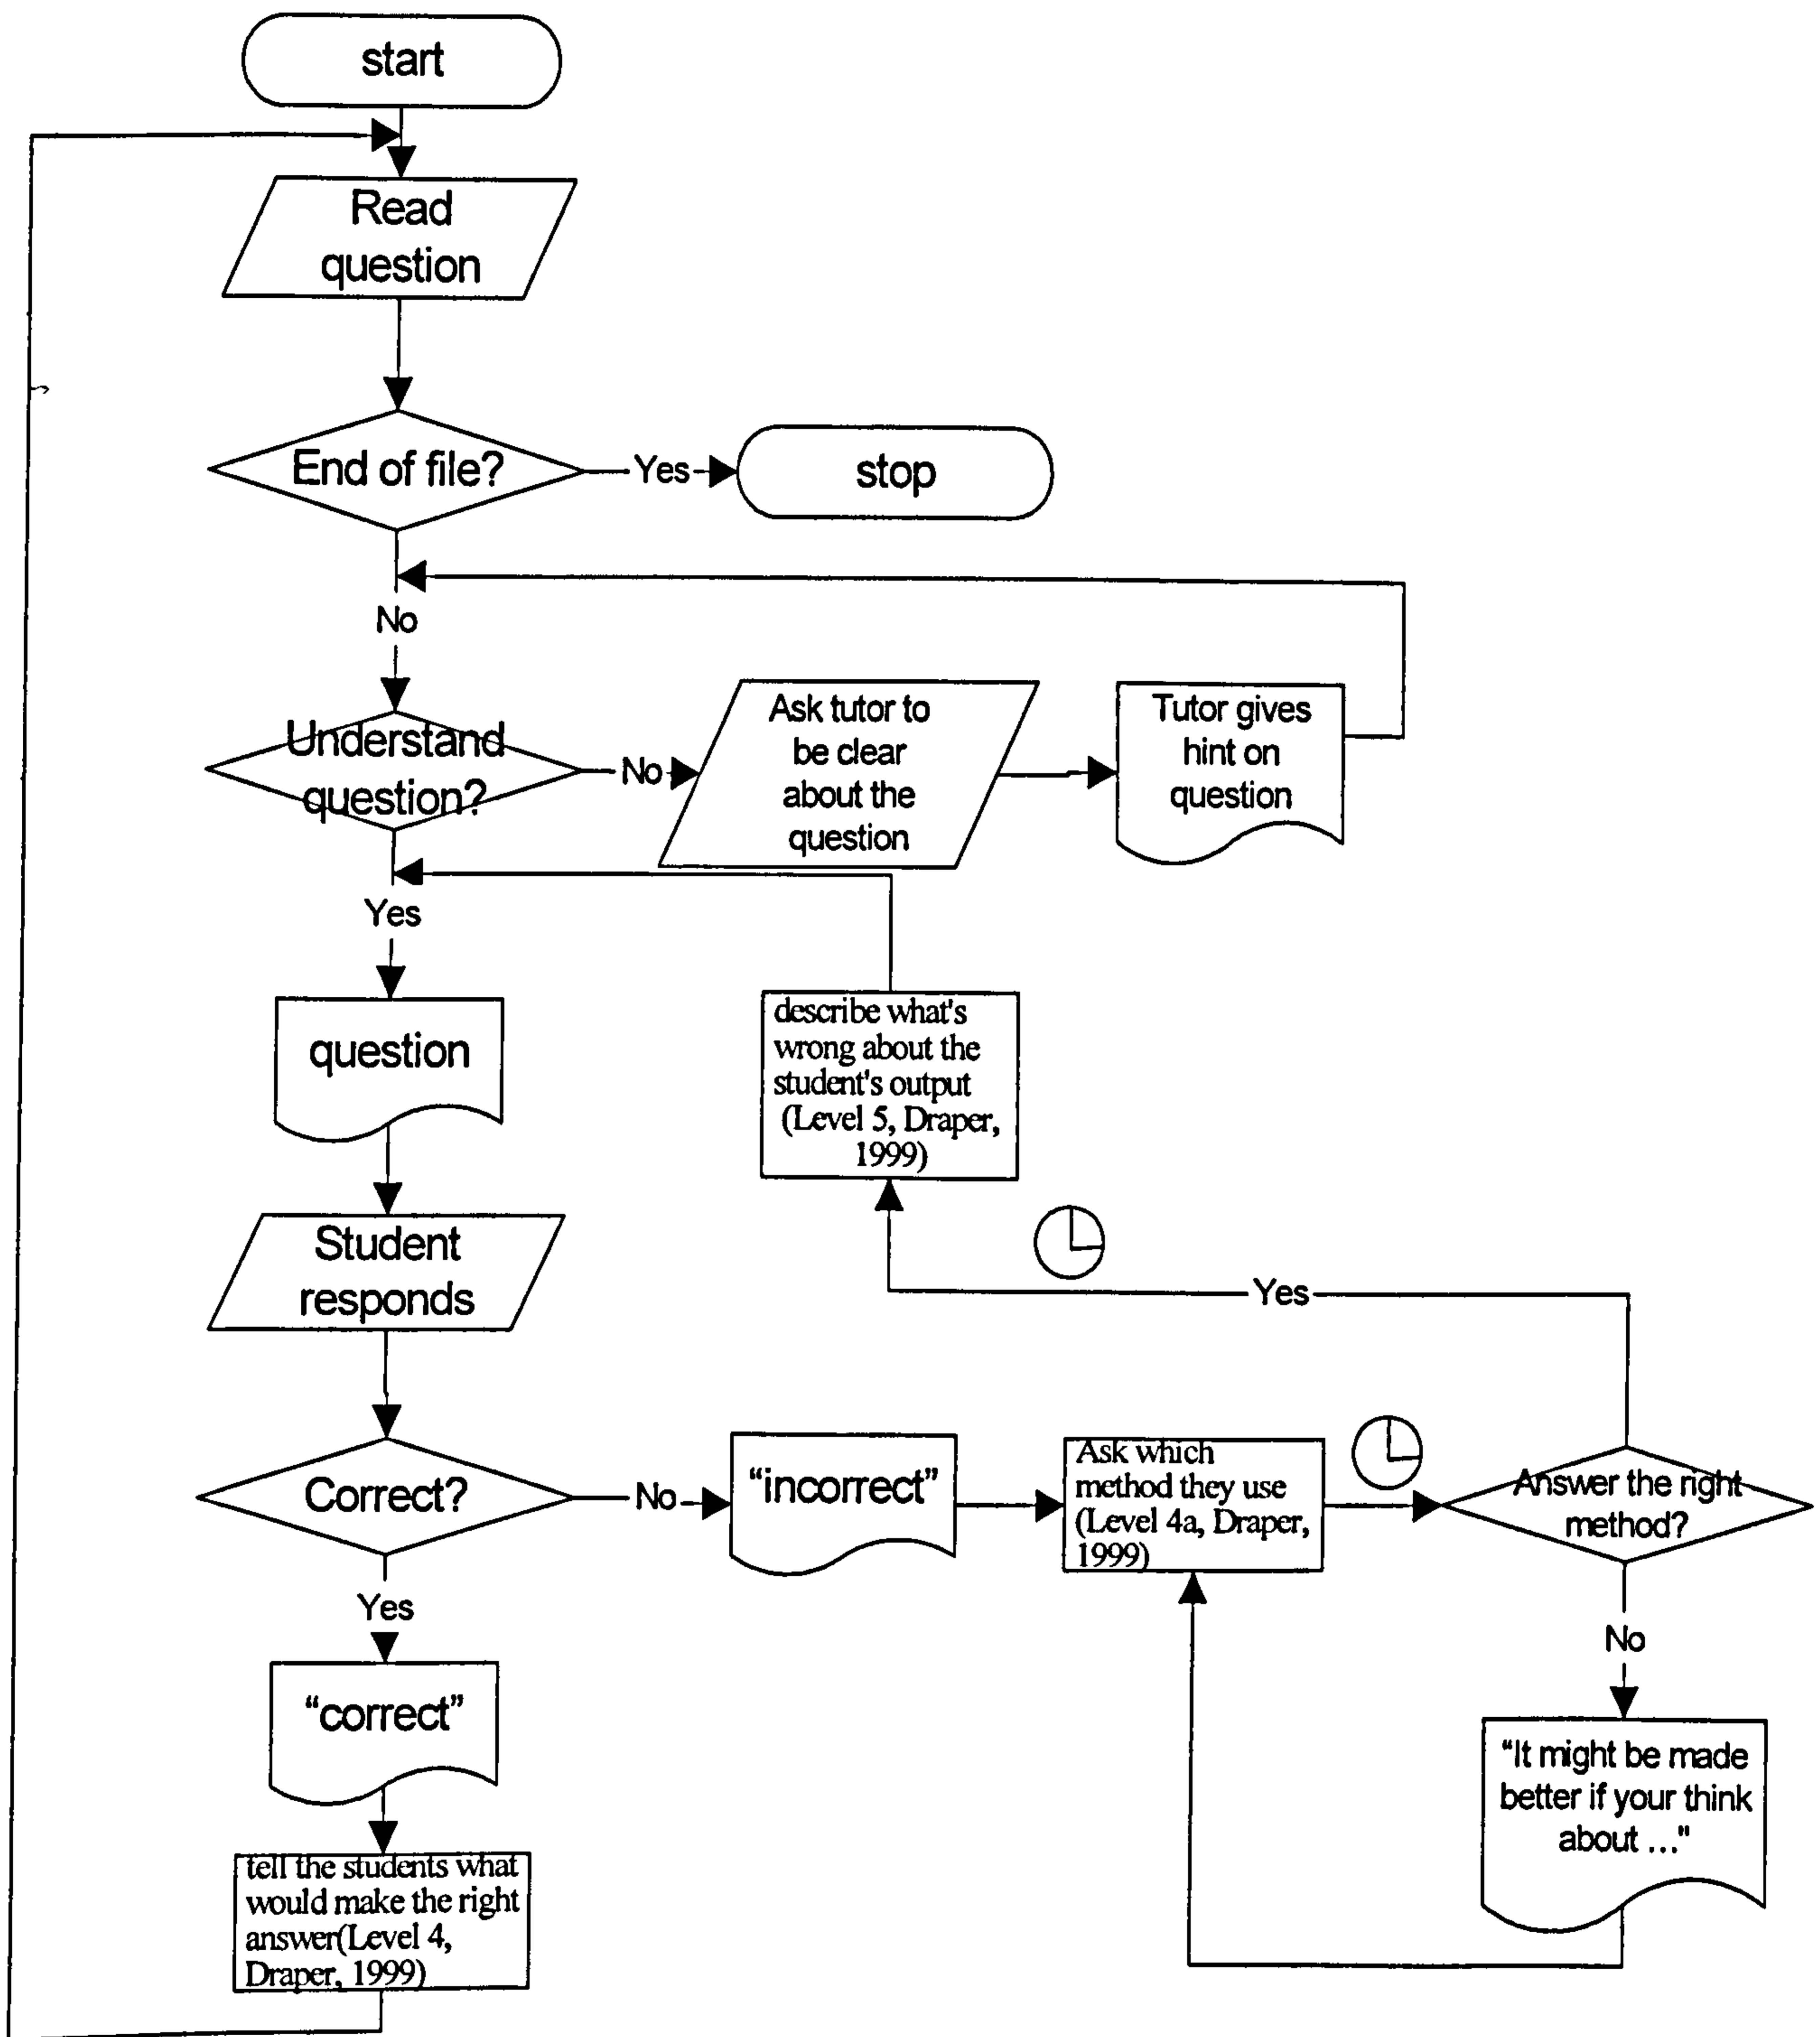 start
Read
question
End of file?
Yes
stop
No
Understand
question?
No
Ask tutor to
be clear
about the
question
Tutor gives
hint on
question
Yes
question
describe what's
wrong about the
student's output
(Level 5, Draper,
1999)
Student
responds
Yes
Correct?
No
“incorrect”
Ask which
method they use
(Level 4a, Draper,
1999)
Answer the right
method?
Yes
No
“correct”
“It might be made
better if your think
about ..."
tell the students what
would make the right
answer(Level 4,
Draper, 1999)